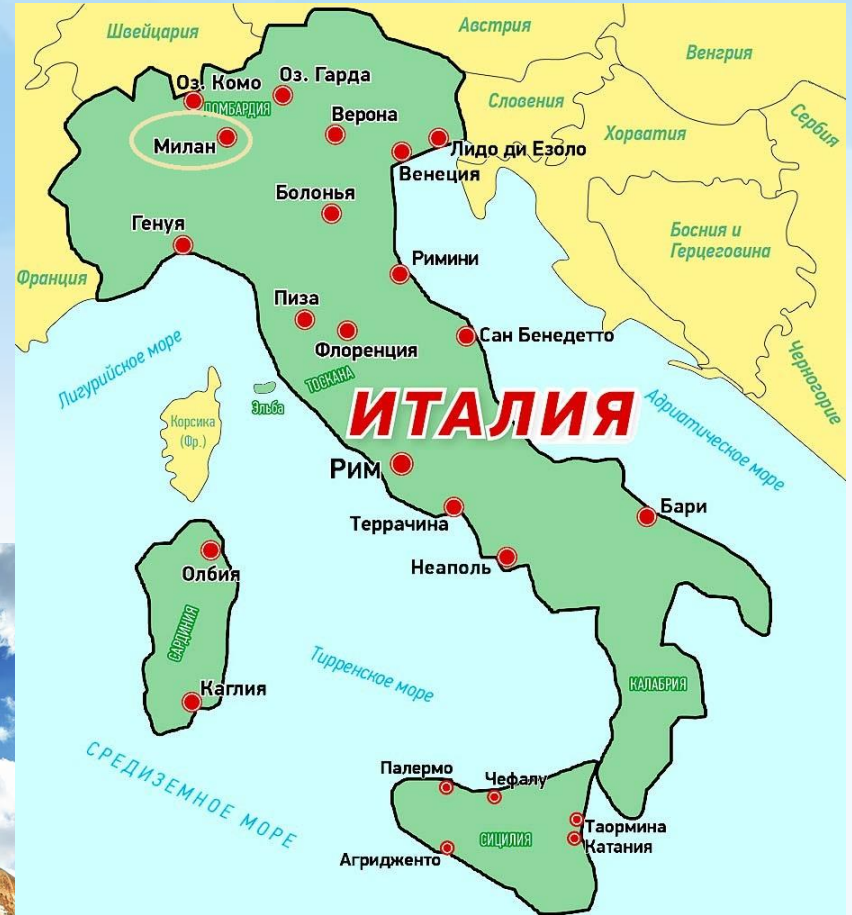 Швейцария
Австрия
Венгрия
Оз. Комо
Оз. Гарда
ЛОМБАРДИЯ
Словения
Хорватия
Сербия
Верона
Милан
Лидо ди Езоло
Венеция
Болонья
Генуя
Босния и
Герцеговина
Римини
Франция
Пиза
Флоренция
Сан Бенедетто
Лигурийское море
ТОСКАНА
Эльба
Черногорие
ИТАЛИЯ
Адриатическое море
Корсика
(Фр.)
Рим
Террачина
Бари
Неаполь
Олбия
САРДИНИЯ
Тирренское море
Каглия
КАЛАБРИЯ
СРЕДИЗЕМНОЕ МОРЕ
Палермо
Чефалу
Таормина
СИЦИЛИЯ
Катания
Агридженто